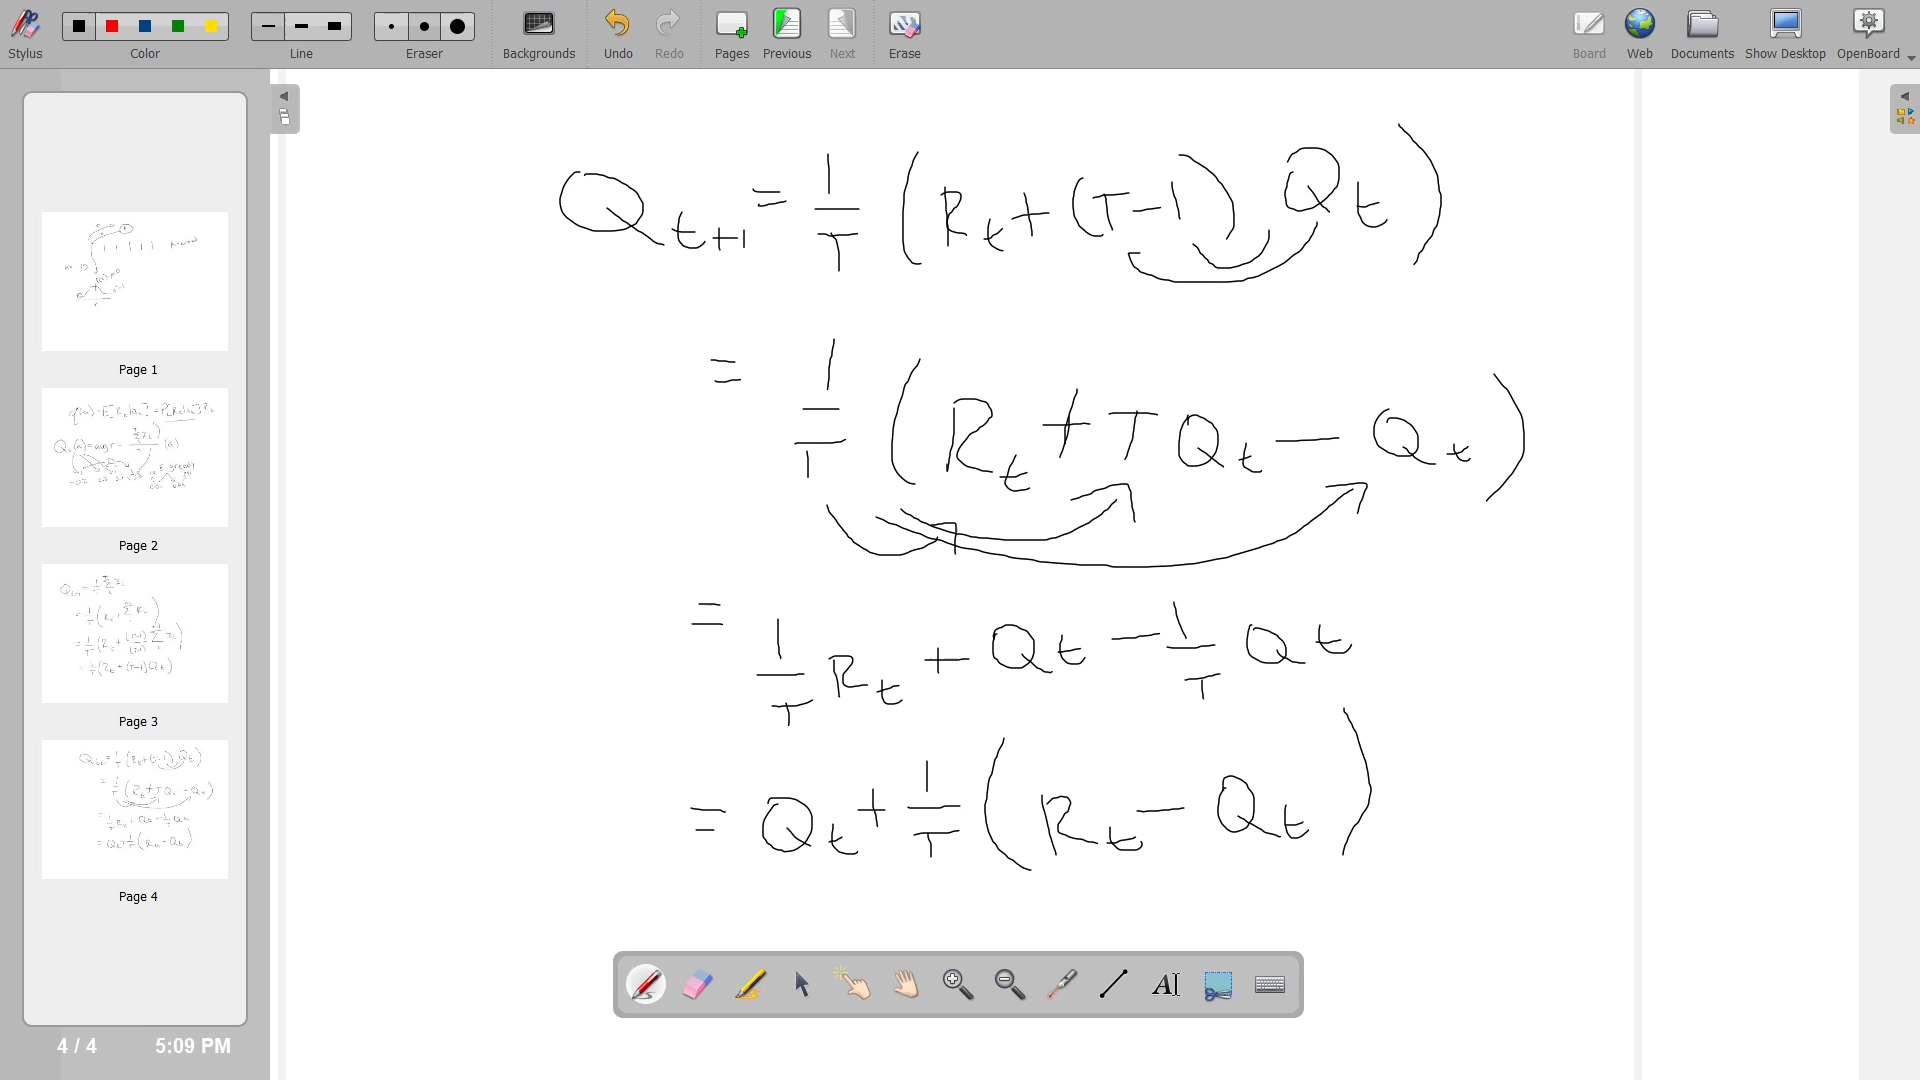 Stylus Color Line Eraser Backgrounds Undo Redo Pages Previous Next Erase Board Web Documents Show Desktop OpenBoard
Page 1
Page 2
Page 3
Page 4
4 / 4 5:09 PM
Q_{t+1} = 1/T (R_t + (T-1) Q_t)
= 1/T (R_t + T Q_t - Q_t)
= 1/T R_t + Q_t - 1/T Q_t
= Q_t + 1/T (R_t - Q_t)